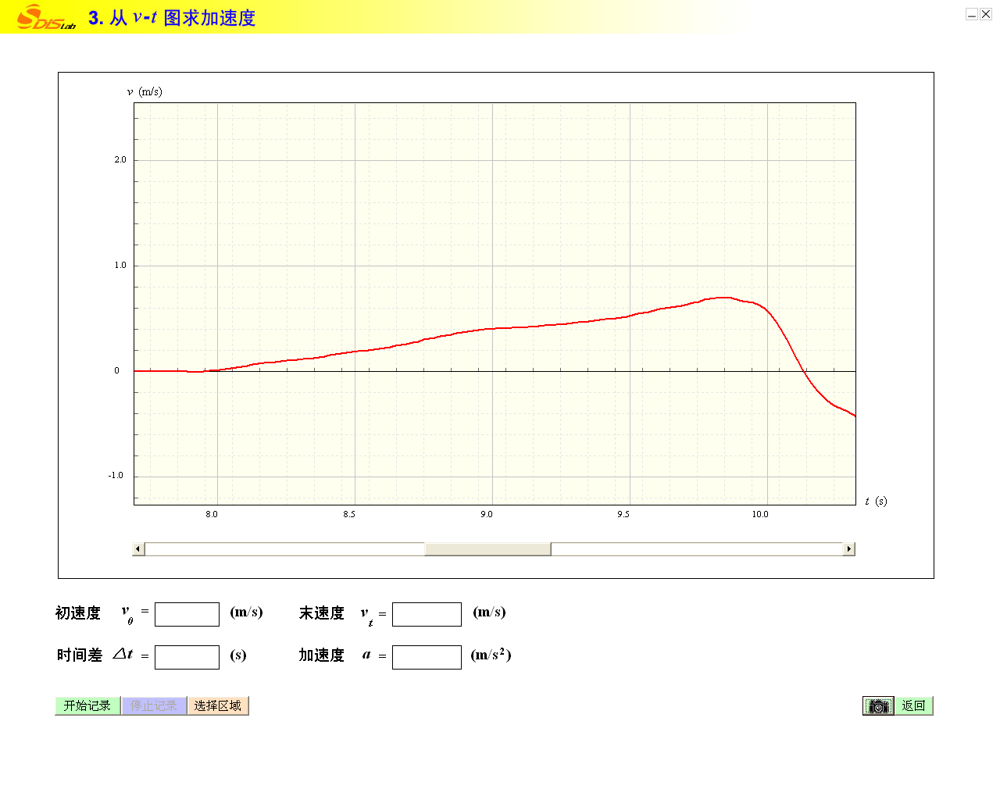 SDISLab 3. 从 v-t 图求加速度
v (m/s)
2.0
1.0
0
-1.0
8.0 8.5 9.0 9.5 10.0
t (s)
初速度 v₀ = (m/s) 末速度 vₜ = (m/s)
时间差 △t = (s) 加速度 a = (m/s²)
开始记录 停止记录 选择区域 返回